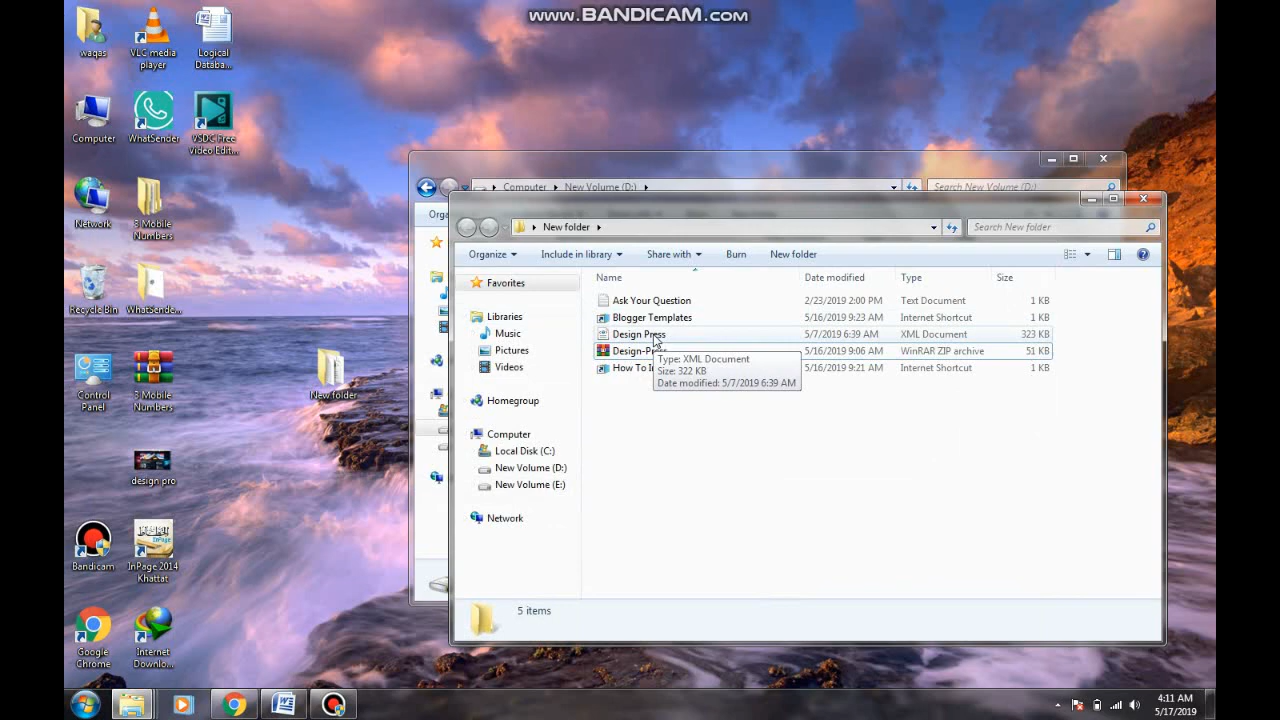 www.BANDICAM.com
waqas
VLC media player
Logical Databa...
Computer
WhatSender
VSDC Free Video Edit...
Network
3 Mobile Numbers
Recycle Bin
WhatSende...
Control Panel
3 Mobile Numbers
New folder
design pro
Bandicam
InPage 2014 Khattat
Google Chrome
Internet Downlo...
Computer
New Volume (D:)
Search New Volume (D:)
Orga
New folder
Search New folder
Organize
Include in library
Share with
Burn
New folder
Name
Date modified
Type
Size
Favorites
Libraries
Music
Pictures
Videos
Homegroup
Computer
Local Disk (C:)
New Volume (D:)
New Volume (E:)
Network
Ask Your Question 2/23/2019 2:00 PM Text Document 1 KB
Blogger Templates 5/16/2019 9:23 AM Internet Shortcut 1 KB
Design Press 5/7/2019 6:39 AM XML Document 323 KB
Design-Press 5/16/2019 9:06 AM WinRAR ZIP archive 51 KB
How To In 5/16/2019 9:21 AM Internet Shortcut 1 KB
Type: XML Document
Size: 322 KB
Date modified: 5/7/2019 6:39 AM
5 items
4:11 AM
5/17/2019